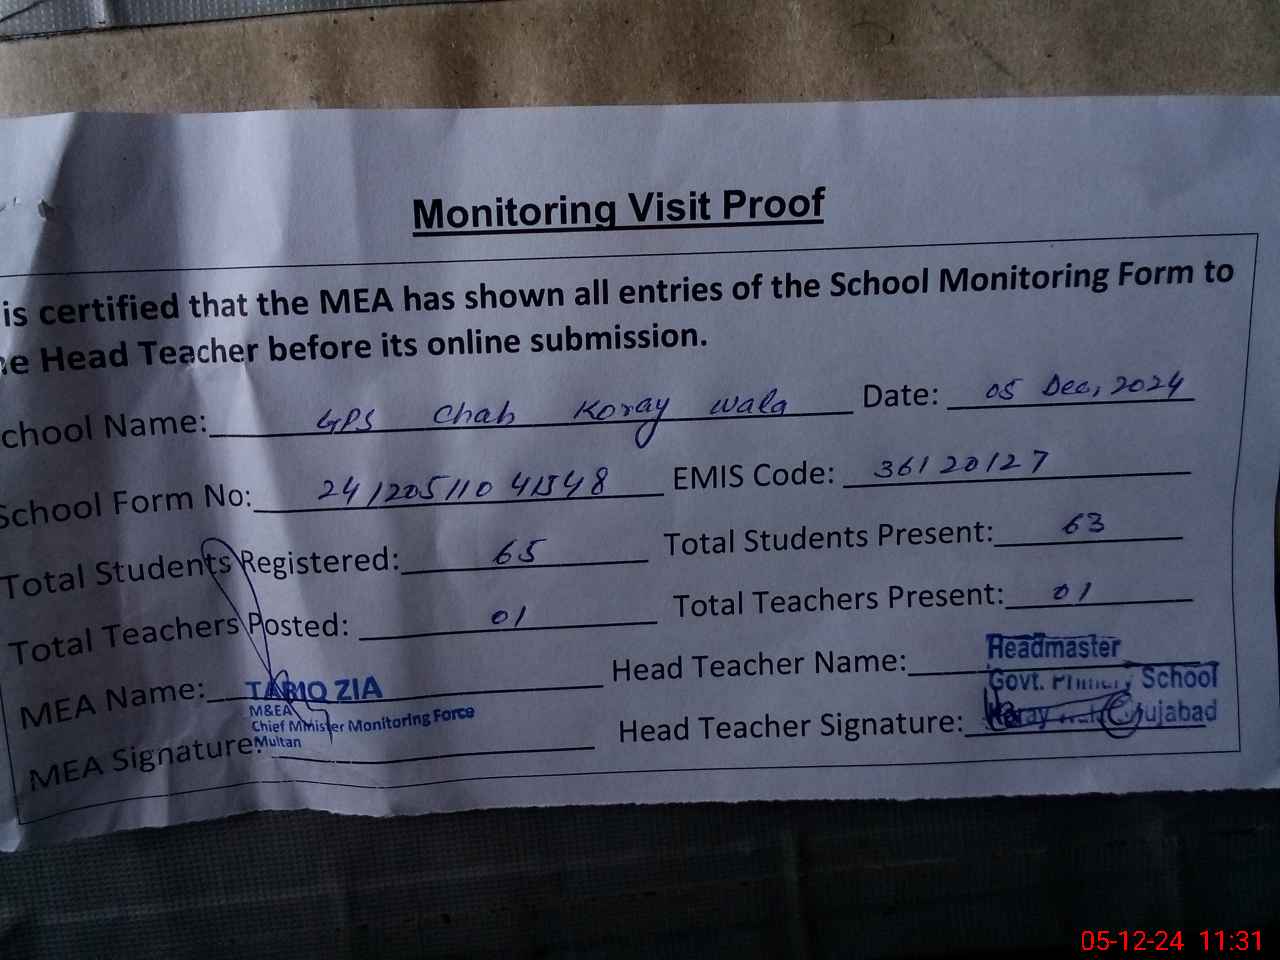 Monitoring Visit Proof
is certified that the MEA has shown all entries of the School Monitoring Form to
e Head Teacher before its online submission.
chool Name: GPS Chah Koray wala Date: 05 Dec, 2024
School Form No: 24120511041548 EMIS Code: 36120127
Total Students Registered: 65 Total Students Present: 63
Total Teachers Posted: 01 Total Teachers Present: 01
MEA Name: TARIQ ZIA Head Teacher Name: Headmaster
M&EA
Chief Minister Monitoring Force
Multan
Govt. Primary School
Koray ujabad
MEA Signature: Head Teacher Signature:
05-12-24 11:31